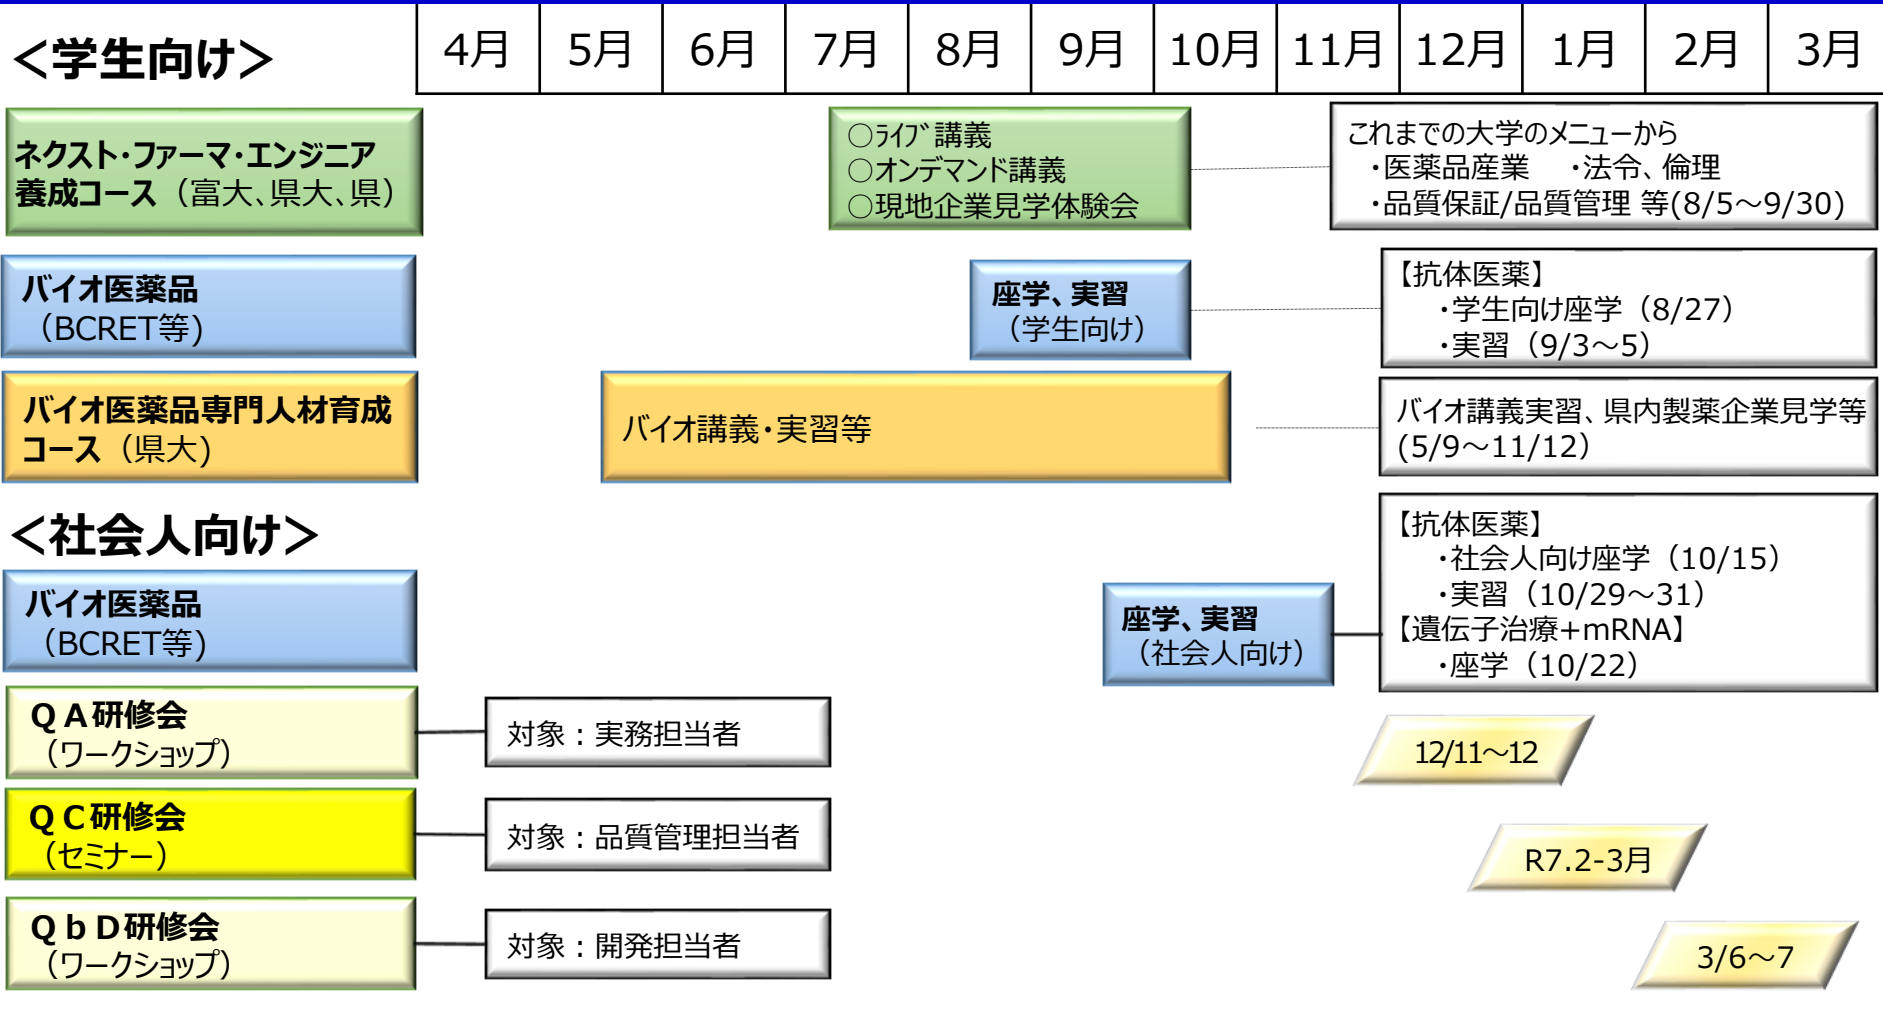 ＜学生向け＞
4月 5月 6月 7月 8月 9月 10月 11月 12月 1月 2月 3月
ネクスト・ファーマ・エンジニア
養成コース（富大、県大、県）
○ﾗｲﾌﾞ講義
○オンデマンド講義
○現地企業見学体験会
これまでの大学のメニューから
・医薬品産業　・法令、倫理
・品質保証/品質管理 等(8/5～9/30)
バイオ医薬品
（BCRET等)
座学、実習
（学生向け）
【抗体医薬】
・学生向け座学（8/27）
・実習（9/3～5）
バイオ医薬品専門人材育成
コース（県大)
バイオ講義・実習等
バイオ講義実習、県内製薬企業見学等
(5/9～11/12）
＜社会人向け＞
バイオ医薬品
（BCRET等)
座学、実習
（社会人向け）
【抗体医薬】
・社会人向け座学（10/15）
・実習（10/29～31）
【遺伝子治療+mRNA】
・座学（10/22）
ＱＡ研修会
（ワークショップ）
対象：実務担当者
12/11～12
ＱＣ研修会
（セミナー）
対象：品質管理担当者
R7.2-3月
ＱｂＤ研修会
（ワークショップ）
対象：開発担当者
3/6～7